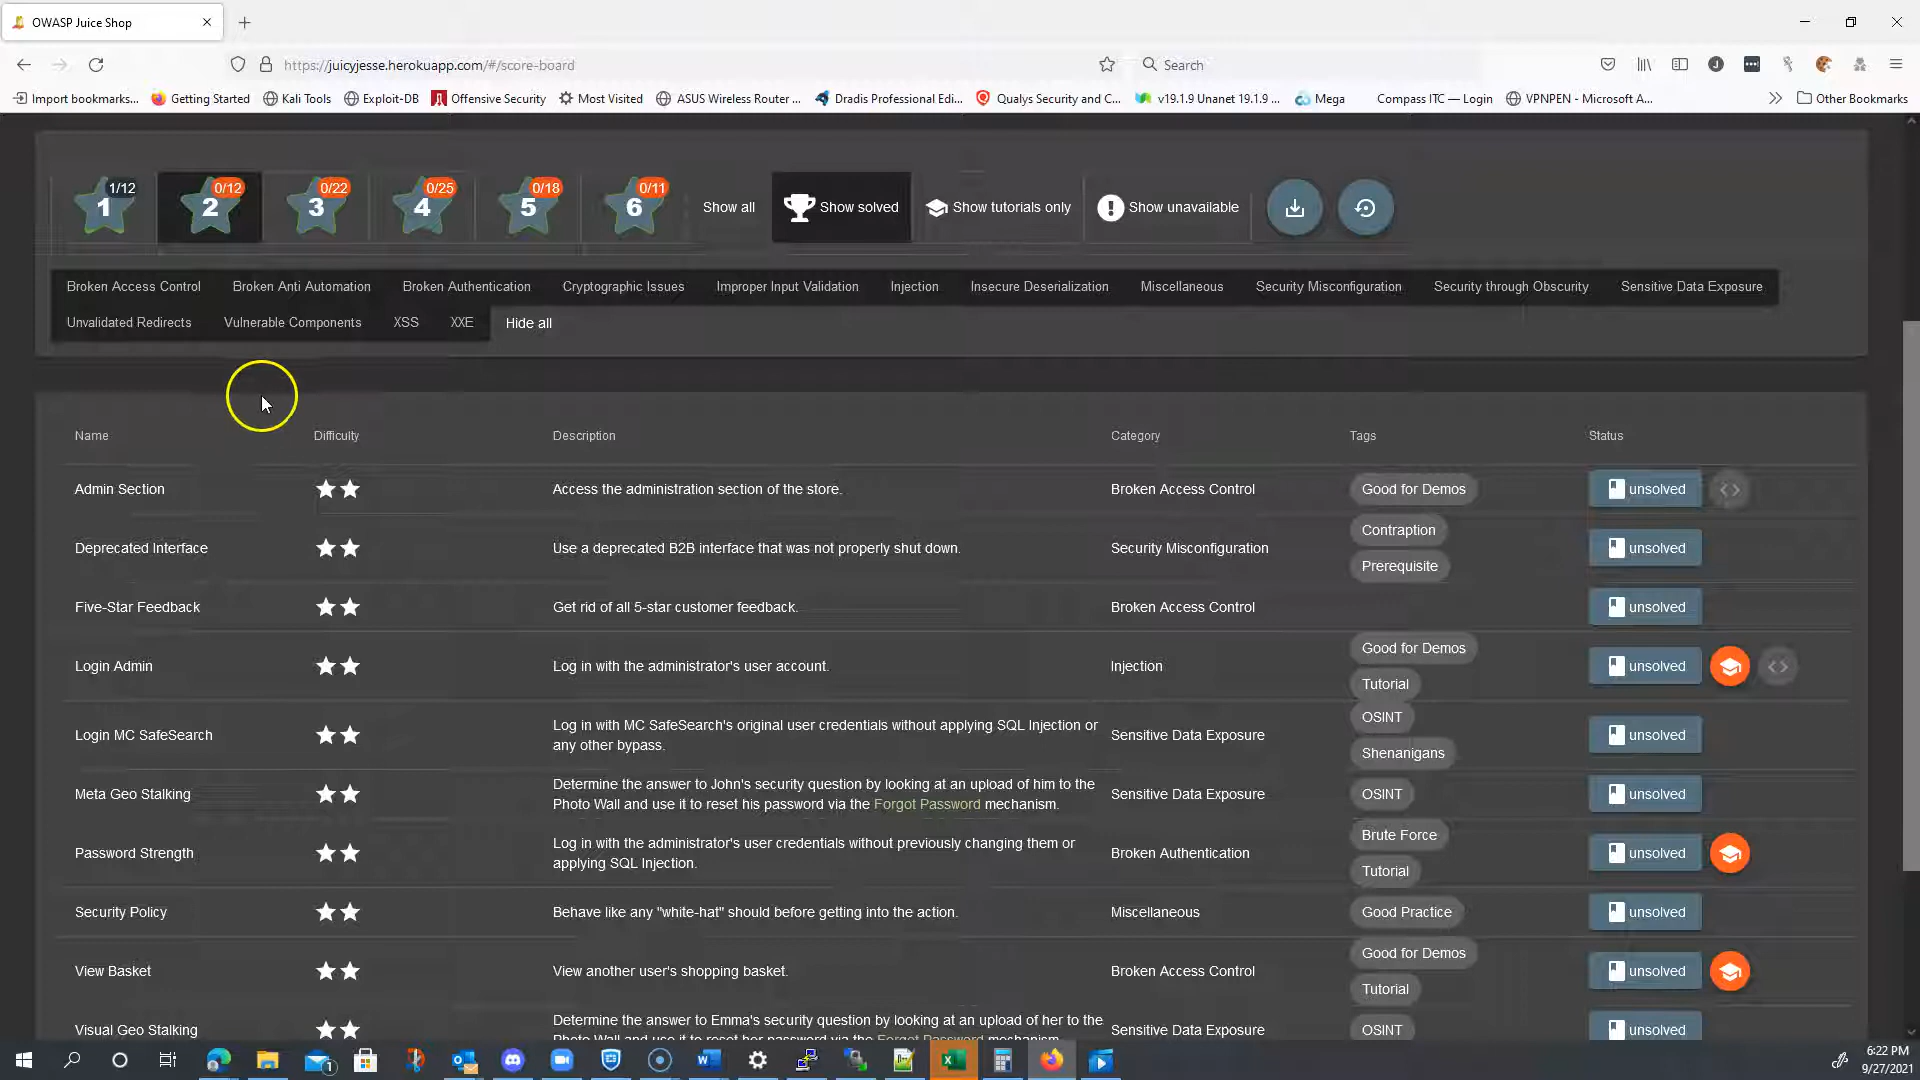 OWASP Juice Shop
https://juicyjesse.herokuapp.com/#/score-board
Search
Import bookmarks... Getting Started Kali Tools Exploit-DB Offensive Security Most Visited ASUS Wireless Router ... Dradis Professional Edi... Qualys Security and C... v19.1.9 Unanet 19.1.9 ... Mega Compass ITC — Login VPNPEN - Microsoft A... Other Bookmarks
1/12 0/12 0/22 0/25 0/18 0/11
1 2 3 4 5 6 Show all Show solved Show tutorials only Show unavailable
Broken Access Control Broken Anti Automation Broken Authentication Cryptographic Issues Improper Input Validation Injection Insecure Deserialization Miscellaneous Security Misconfiguration Security through Obscurity Sensitive Data Exposure
Unvalidated Redirects Vulnerable Components XSS XXE Hide all
Name Difficulty Description Category Tags Status
Admin Section Access the administration section of the store. Broken Access Control Good for Demos unsolved
Contraption
Deprecated Interface Use a deprecated B2B interface that was not properly shut down. Security Misconfiguration unsolved
Prerequisite
Five-Star Feedback Get rid of all 5-star customer feedback. Broken Access Control unsolved
Good for Demos
Login Admin Log in with the administrator's user account. Injection unsolved
Tutorial
OSINT
Log in with MC SafeSearch's original user credentials without applying SQL Injection or
Login MC SafeSearch Sensitive Data Exposure unsolved
any other bypass.
Shenanigans
Determine the answer to John's security question by looking at an upload of him to the
Meta Geo Stalking Sensitive Data Exposure OSINT unsolved
Photo Wall and use it to reset his password via the Forgot Password mechanism.
Brute Force
Log in with the administrator's user credentials without previously changing them or
Password Strength Broken Authentication unsolved
applying SQL Injection.
Tutorial
Security Policy Behave like any "white-hat" should before getting into the action. Miscellaneous Good Practice unsolved
Good for Demos
View Basket View another user's shopping basket. Broken Access Control unsolved
Tutorial
Determine the answer to Emma's security question by looking at an upload of her to the
Visual Geo Stalking Sensitive Data Exposure OSINT unsolved
Photo Wall and use it to reset her password via the Forgot Password mechanism.
6:22 PM
9/27/2021